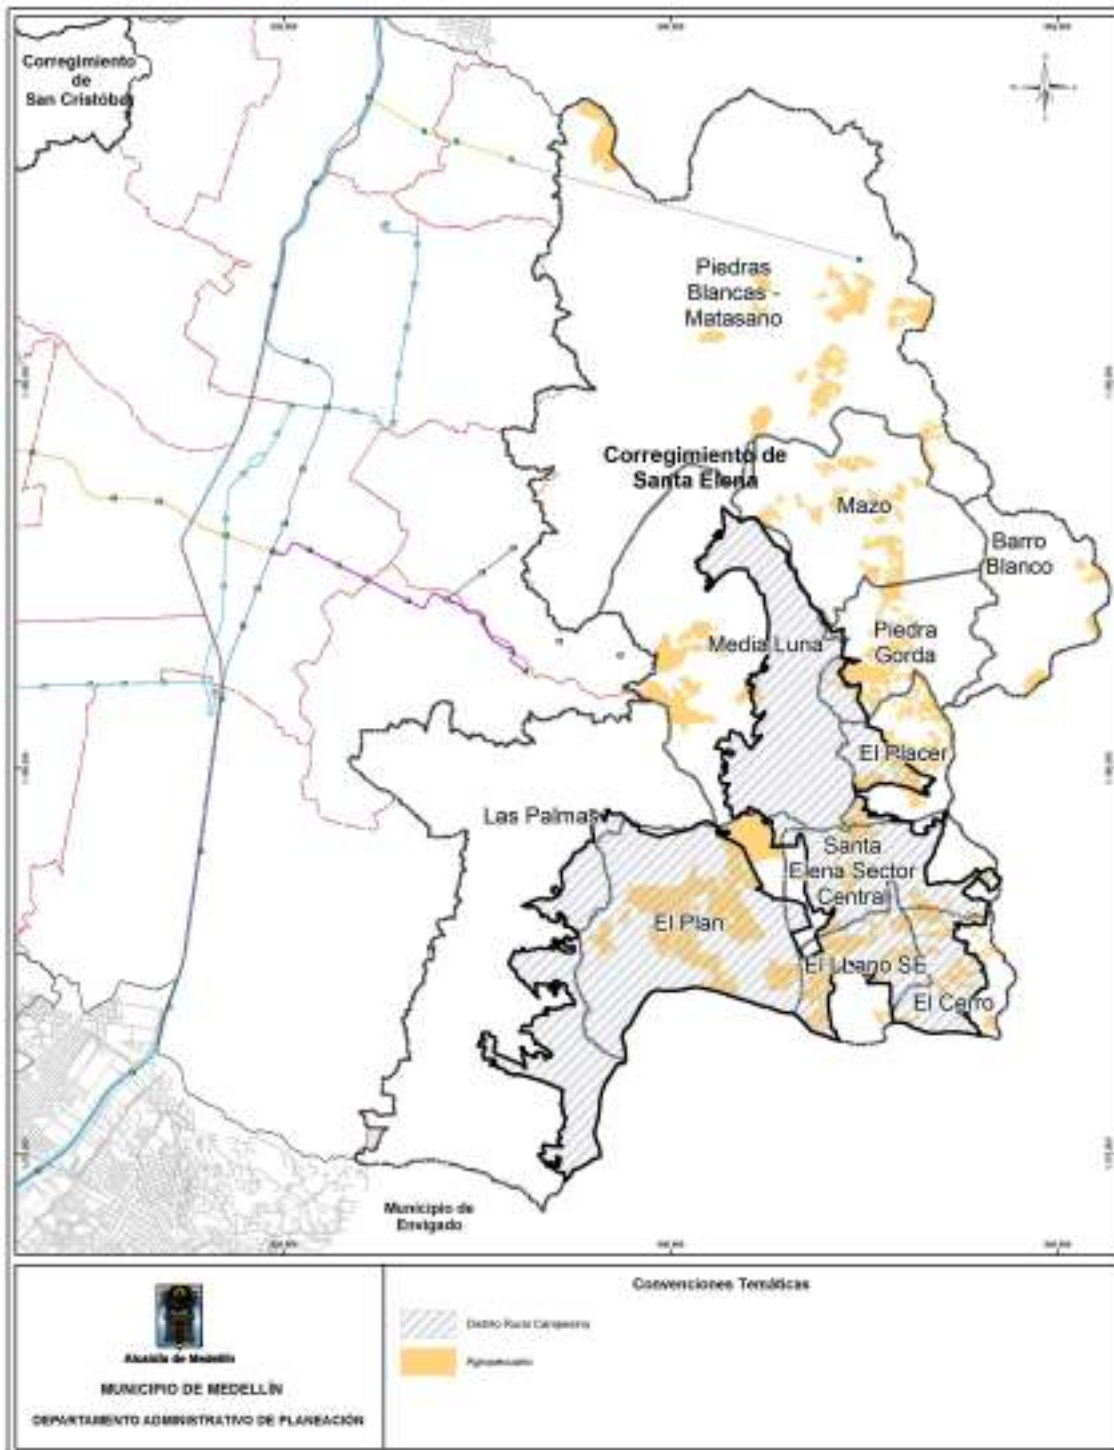 Corregimiento
de
San Cristóbal
Piedras
Blancas -
Matasano
Corregimiento de
Santa Elena
Mazo
Barro
Blanco
Media Luna
Piedra
Gorda
El Placer
Las Palmas
Santa
Elena Sector
Central
El Plan
El Llano SE
El Cerro
Municipio de
Envigado
Convenciones Temáticas
Distrito Rural Campesino
Agropecuario
Alcaldía de Medellín
MUNICIPIO DE MEDELLÍN
DEPARTAMENTO ADMINISTRATIVO DE PLANEACIÓN